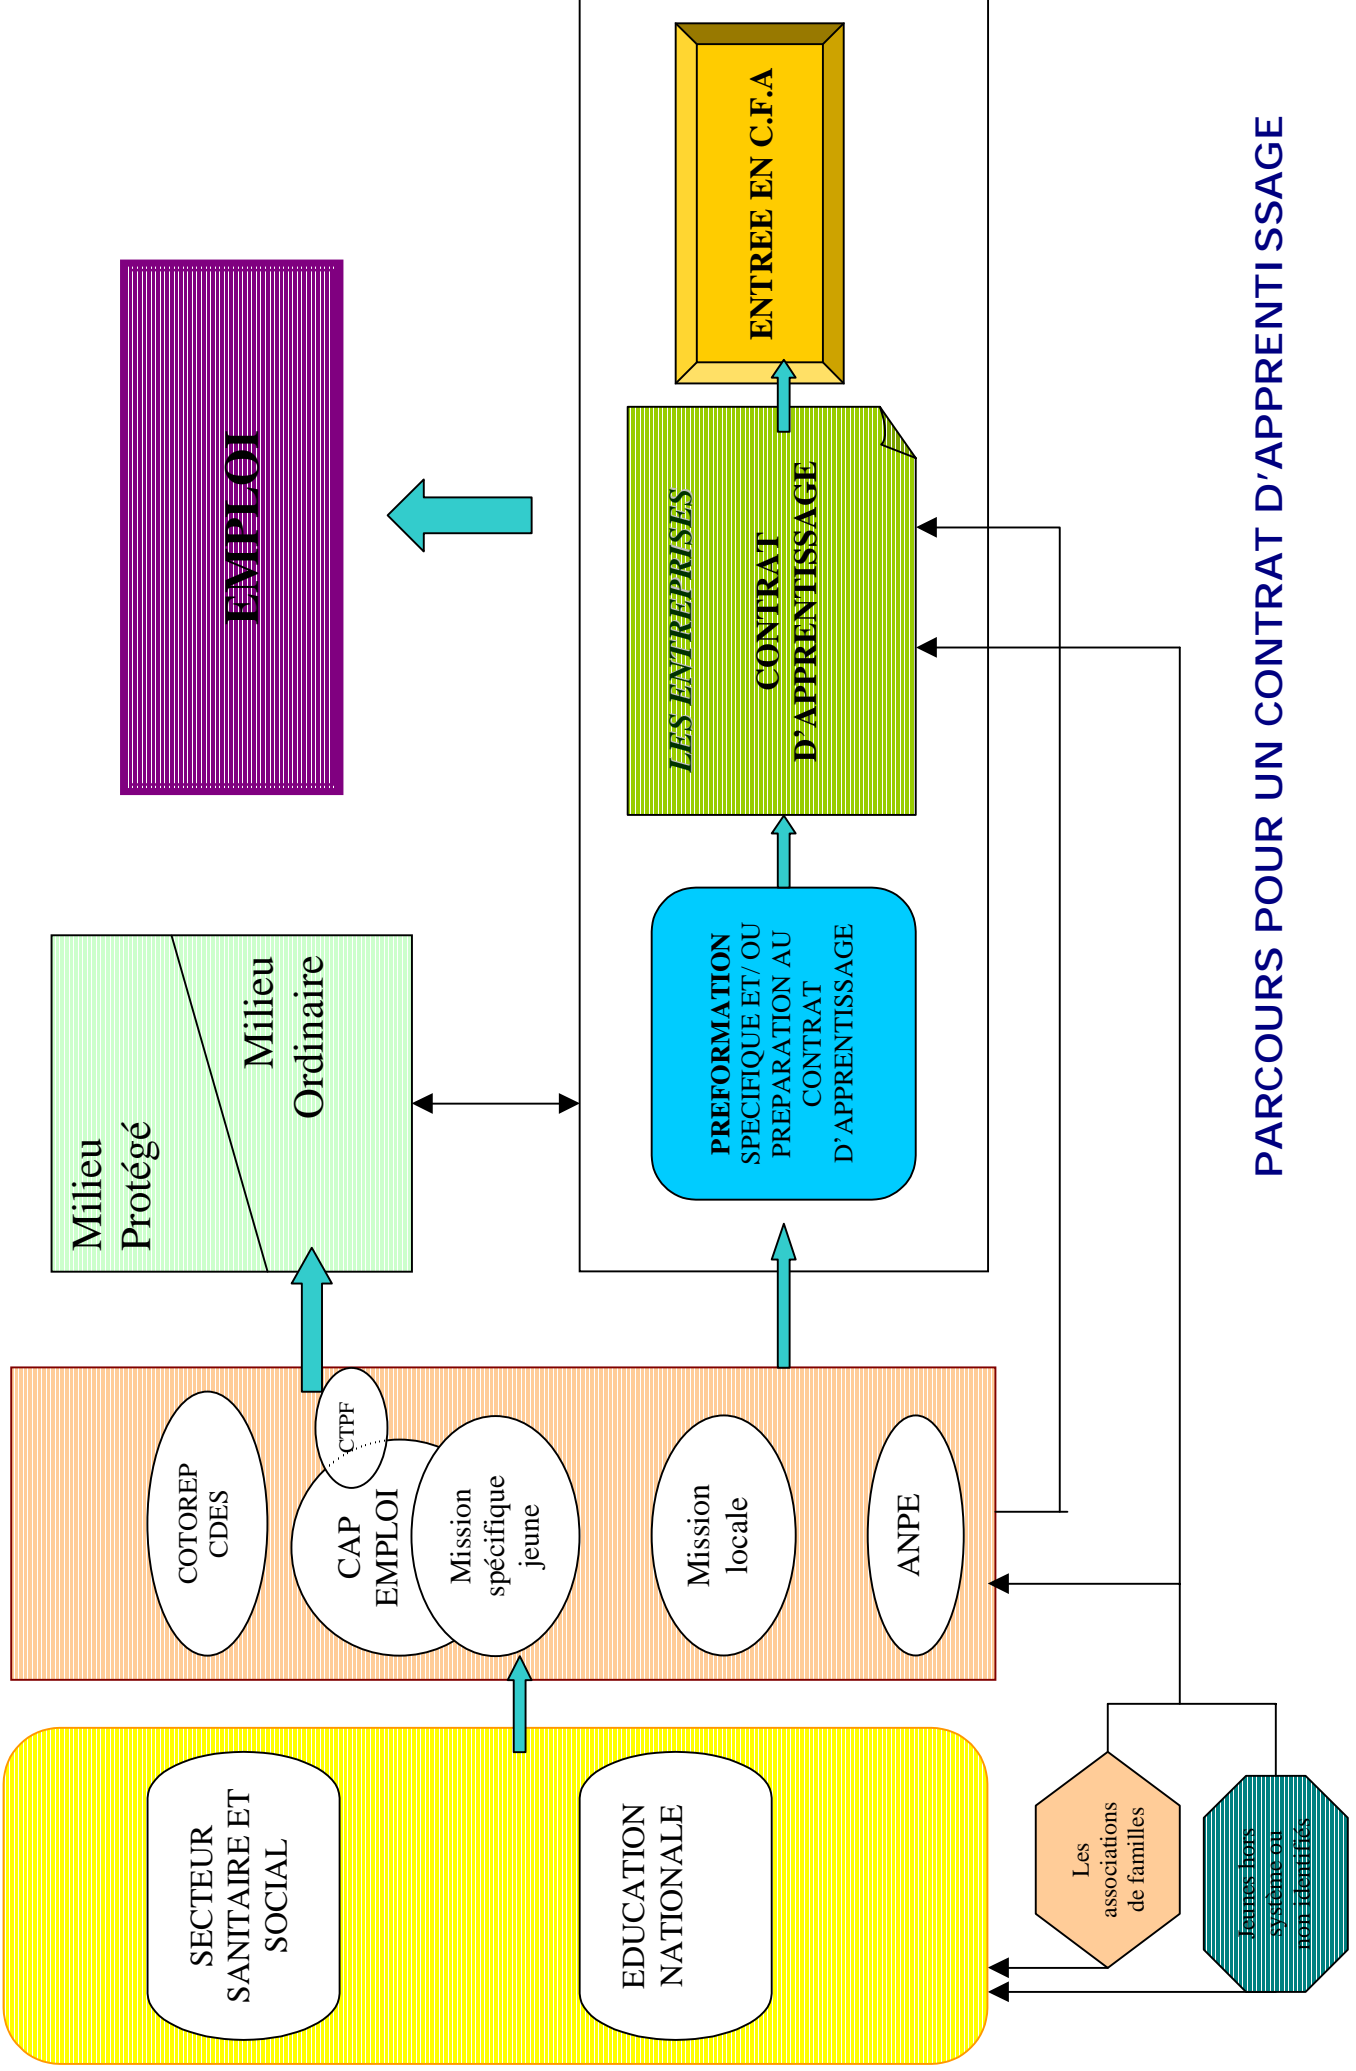 SECTEUR
SANITAIRE ET
SOCIAL
EDUCATION
NATIONALE
Les
associations
de familles
Jeunes hors
système ou
non identifiés
COTOREP
CDES
CAP
EMPLOI
CTPF
Mission
spécifique
jeune
Mission
locale
ANPE
Milieu
Protégé
Milieu
Ordinaire
PREFORMATION
SPECIFIQUE ET/ OU
PREPARATION AU
CONTRAT
D'APPRENTISSAGE
EMPLOI
LES ENTREPRISES
CONTRAT
D'APPRENTISSAGE
ENTREE EN C.F.A
PARCOURS POUR UN CONTRAT D'APPRENTISSAGE